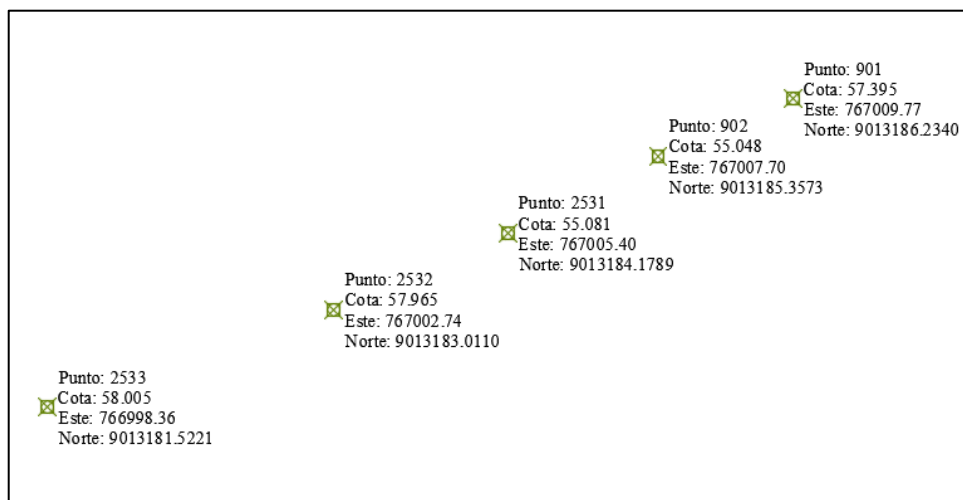 Punto: 901
Cota: 57.395
Este: 767009.77
Norte: 9013186.2340
Punto: 902
Cota: 55.048
Este: 767007.70
Norte: 9013185.3573
Punto: 2531
Cota: 55.081
Este: 767005.40
Norte: 9013184.1789
Punto: 2532
Cota: 57.965
Este: 767002.74
Norte: 9013183.0110
Punto: 2533
Cota: 58.005
Este: 766998.36
Norte: 9013181.5221